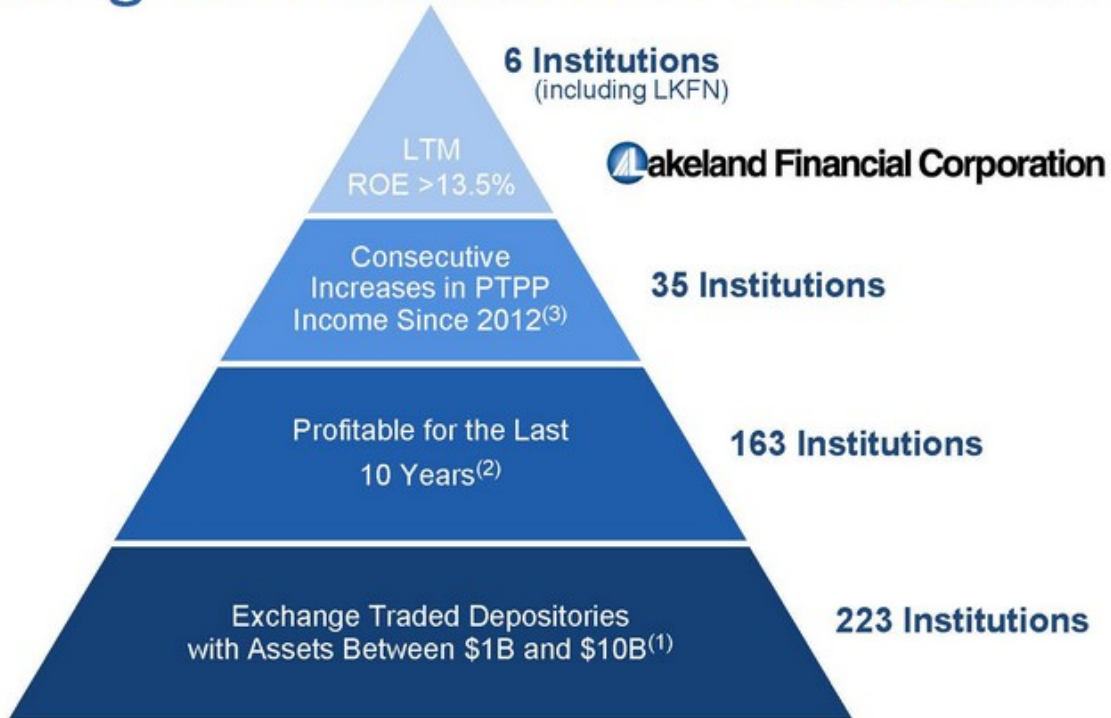 6 Institutions
(including LKFN)
LTM
ROE >13.5%
Lakeland Financial Corporation
Consecutive
Increases in PTPP
Income Since 2012(3)
35 Institutions
Profitable for the Last
10 Years(2)
163 Institutions
Exchange Traded Depositories
with Assets Between $1B and $10B(1)
223 Institutions